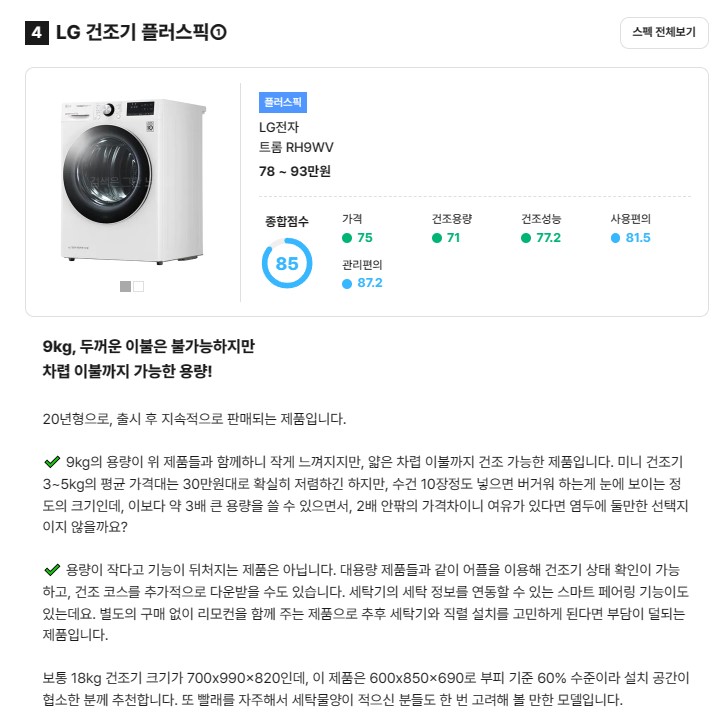 4 LG 건조기 플러스픽①
스펙 전체보기
플러스픽
LG전자
트롬 RH9WV
78 ~ 93만원
종합점수
85
가격
75
건조용량
71
건조성능
77.2
사용편의
81.5
관리편의
87.2
9kg, 두꺼운 이불은 불가능하지만
차렵 이불까지 가능한 용량!
20년형으로, 출시 후 지속적으로 판매되는 제품입니다.
9kg의 용량이 위 제품들과 함께하니 작게 느껴지지만, 얇은 차렵 이불까지 건조 가능한 제품입니다. 미니 건조기
3~5kg의 평균 가격대는 30만원대로 확실히 저렴하긴 하지만, 수건 10장정도 넣으면 버거워 하는게 눈에 보이는 정
도의 크기인데, 이보다 약 3배 큰 용량을 쓸 수 있으면서, 2배 안팎의 가격차이니 여유가 있다면 염두에 둘만한 선택지
이지 않을까요?
용량이 작다고 기능이 뒤처지는 제품은 아닙니다. 대용량 제품들과 같이 어플을 이용해 건조기 상태 확인이 가능
하고, 건조 코스를 추가적으로 다운받을 수도 있습니다. 세탁기의 세탁 정보를 연동할 수 있는 스마트 페어링 기능이도
있는데요. 별도의 구매 없이 리모컨을 함께 주는 제품으로 추후 세탁기와 직렬 설치를 고민하게 된다면 부담이 덜되는
제품입니다.
보통 18kg 건조기 크기가 700x990×820인데, 이 제품은 600x850×690로 부피 기준 60% 수준이라 설치 공간이
협소한 분께 추천합니다. 또 빨래를 자주해서 세탁물양이 적으신 분들도 한 번 고려해 볼 만한 모델입니다.